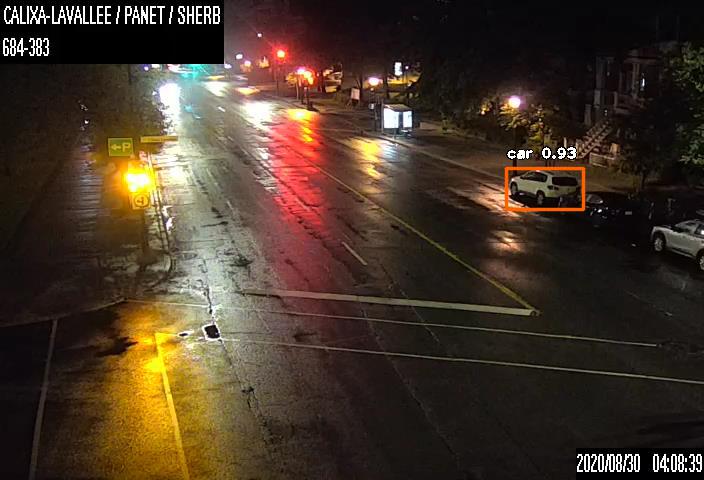 CALIXA-LAVALLEE / PANET / SHERB
684-383
←P
car 0.93
2020/08/30 04:08:39